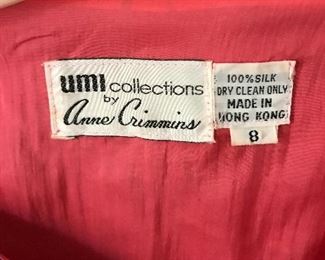 umi collections
by
Anne Crimmins
100% SILK
DRY CLEAN ONLY
MADE IN
HONG KONG
8